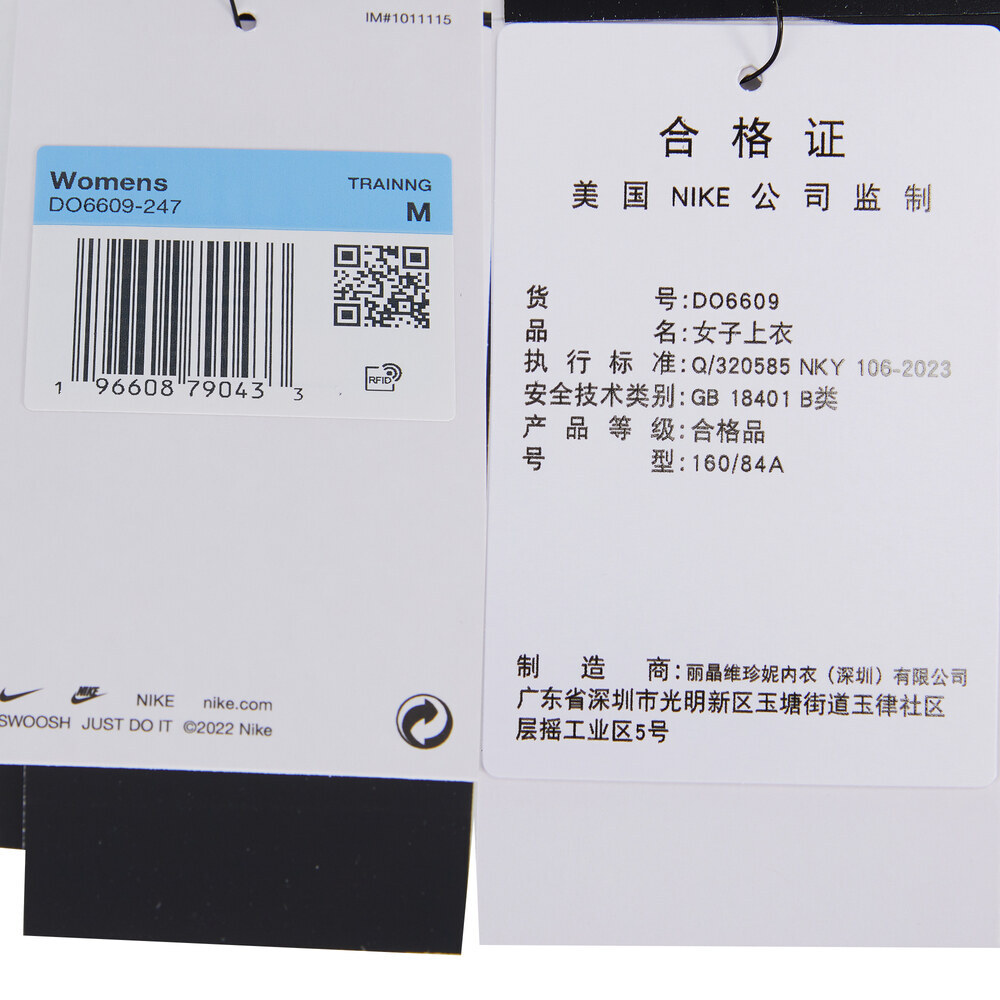 IM#1011115
Womens
TRAINNG
DO6609-247
M
1 96608 79043 3
RFID
NIKE
NIKE nike.com
SWOOSH JUST DO IT ©2022 Nike
合格证
美国NIKE公司监制
货号:DO6609
品名:女子上衣
执行标准:Q/320585 NKY 106-2023
安全技术类别:GB 18401 B类
产品等级:合格品
号型:160/84A
制造商:丽晶维珍妮内衣（深圳）有限公司
广东省深圳市光明新区玉塘街道玉律社区
层摇工业区5号